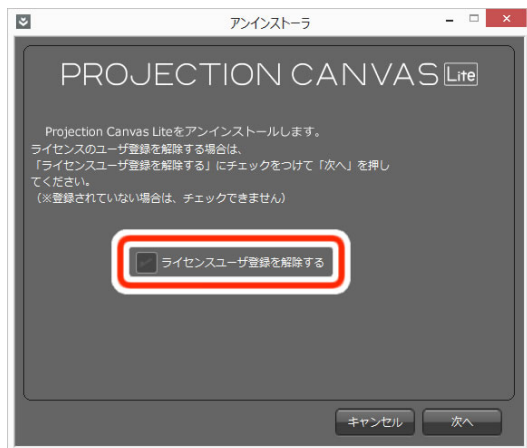 アンインストーラ
PROJECTION CANVAS Lite
Projection Canvas Liteをアンインストールします。
ライセンスのユーザ登録を解除する場合は、
「ライセンスユーザ登録を解除する」にチェックをつけて「次へ」を押し
てください。
(※登録されていない場合は、チェックできません)
ライセンスユーザ登録を解除する
キャンセル
次へ